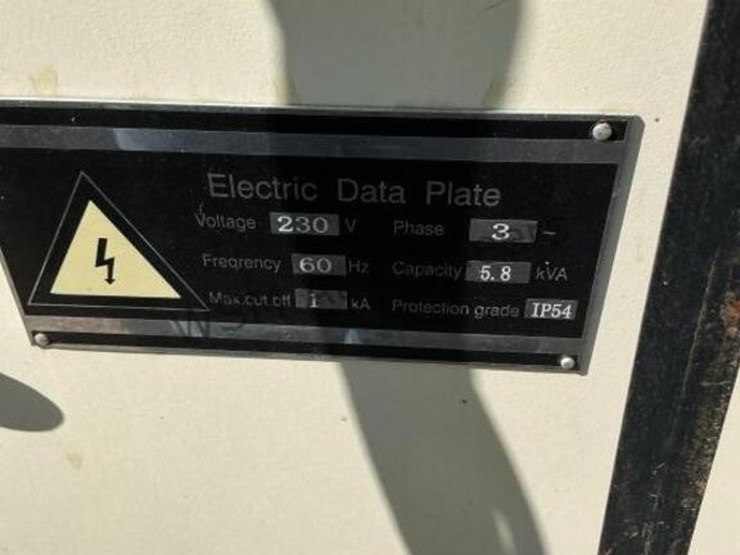 Electric Data Plate
Voltage 230 V Phase 3 ~
Freqrency 60 Hz Capacity 5.8 kVA
Max.cut off 1 kA Protection grade IP54